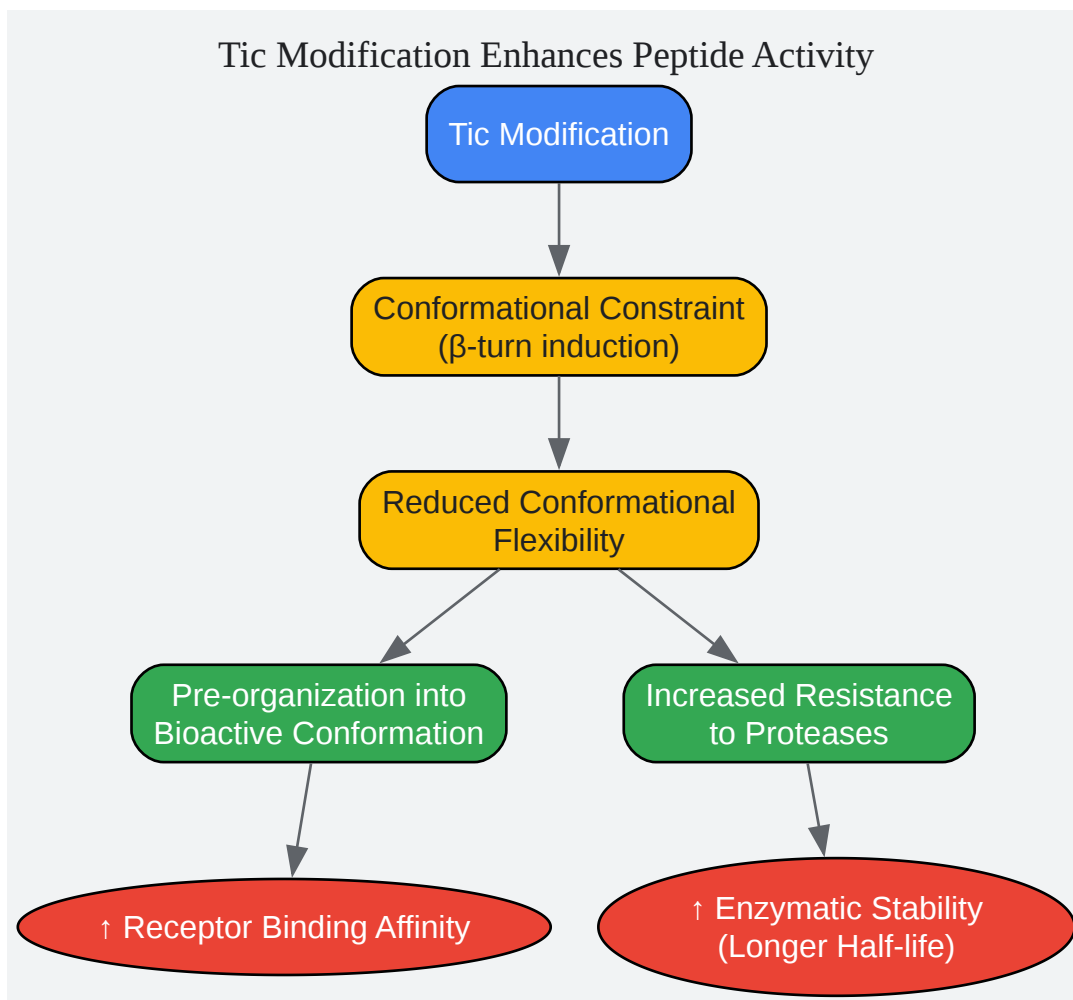 Tic Modification Enhances Peptide Activity
Tic Modification
Conformational Constraint
(β-turn induction)
Reduced Conformational
Flexibility
Pre-organization into
Bioactive Conformation
Increased Resistance
to Proteases
↑ Receptor Binding Affinity
↑ Enzymatic Stability
(Longer Half-life)